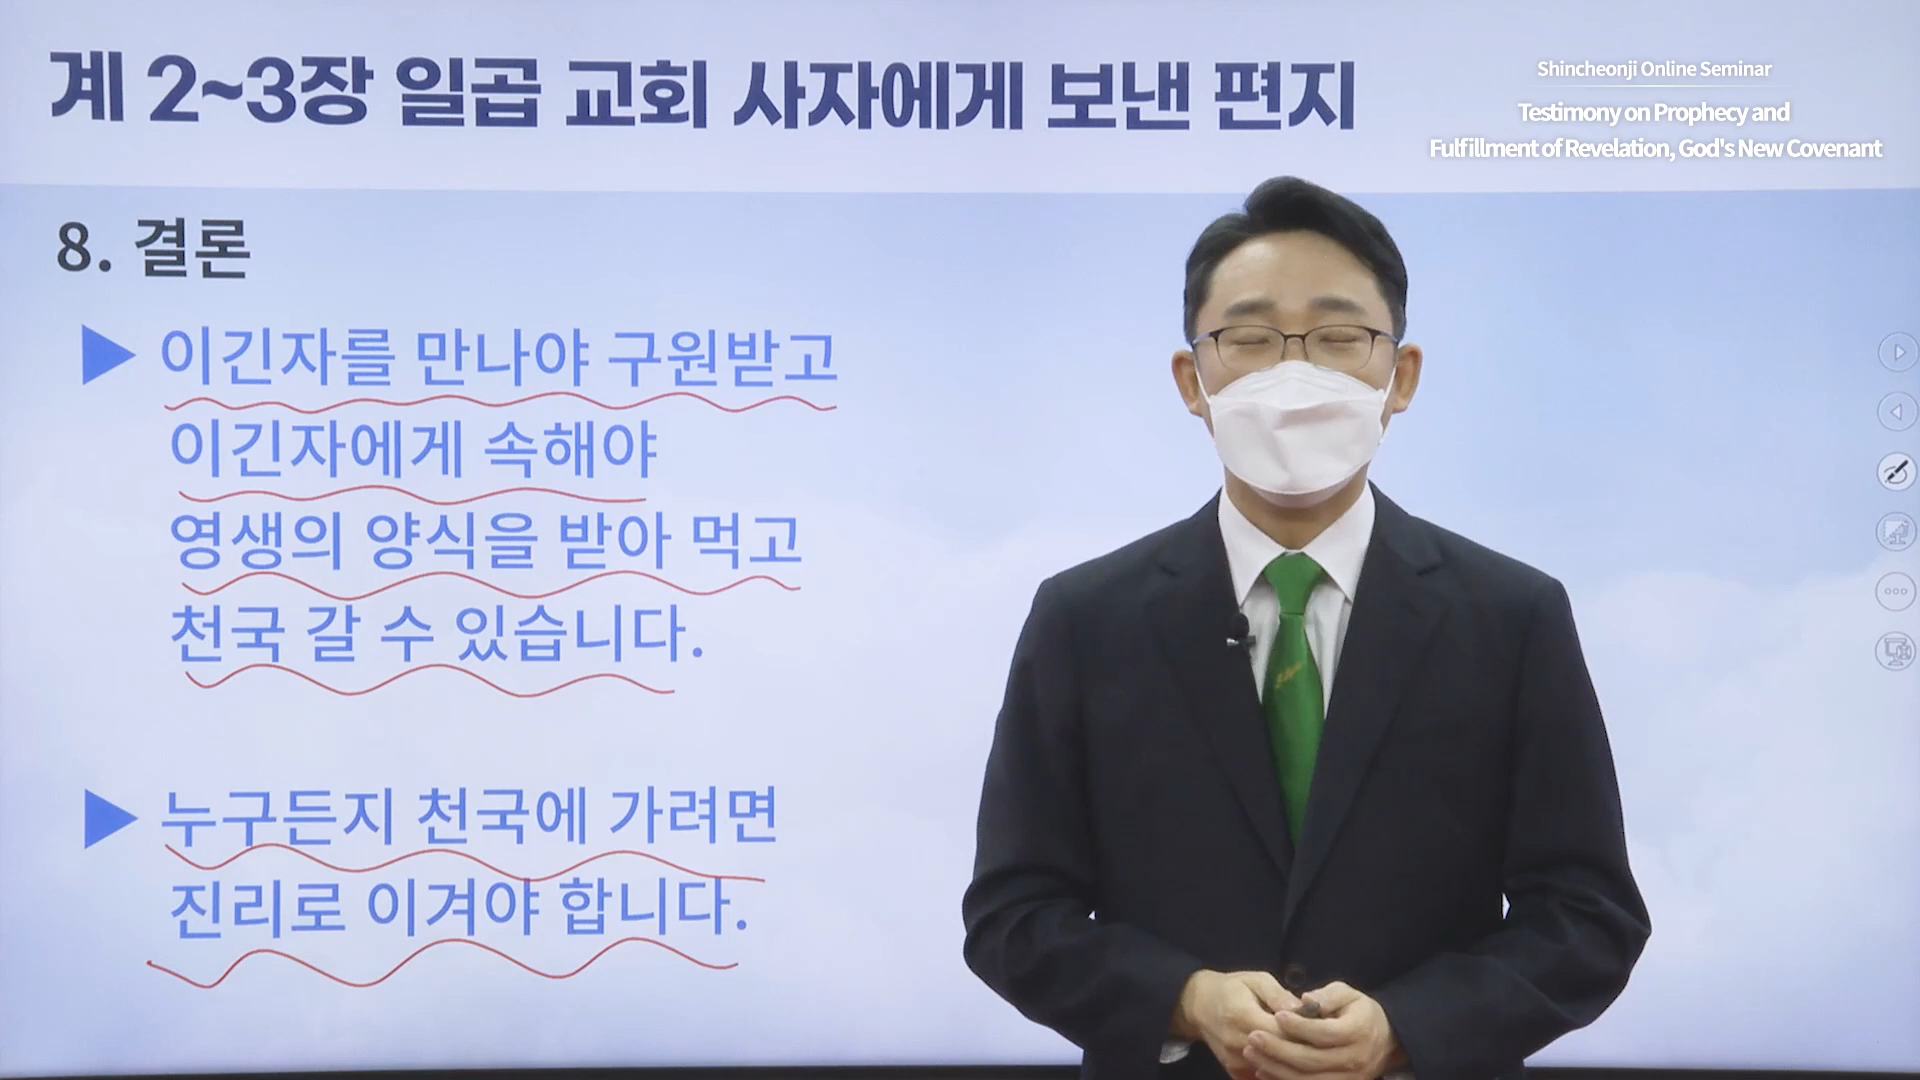 계 2~3장 일곱 교회 사자에게 보낸 편지
Shincheonji Online Seminar
Testimony on Prophecy and
Fulfillment of Revelation, God's New Covenant
8. 결론
▶ 이긴자를 만나야 구원받고
이긴자에게 속해야
영생의 양식을 받아 먹고
천국 갈 수 있습니다.
▶ 누구든지 천국에 가려면
진리로 이겨야 합니다.